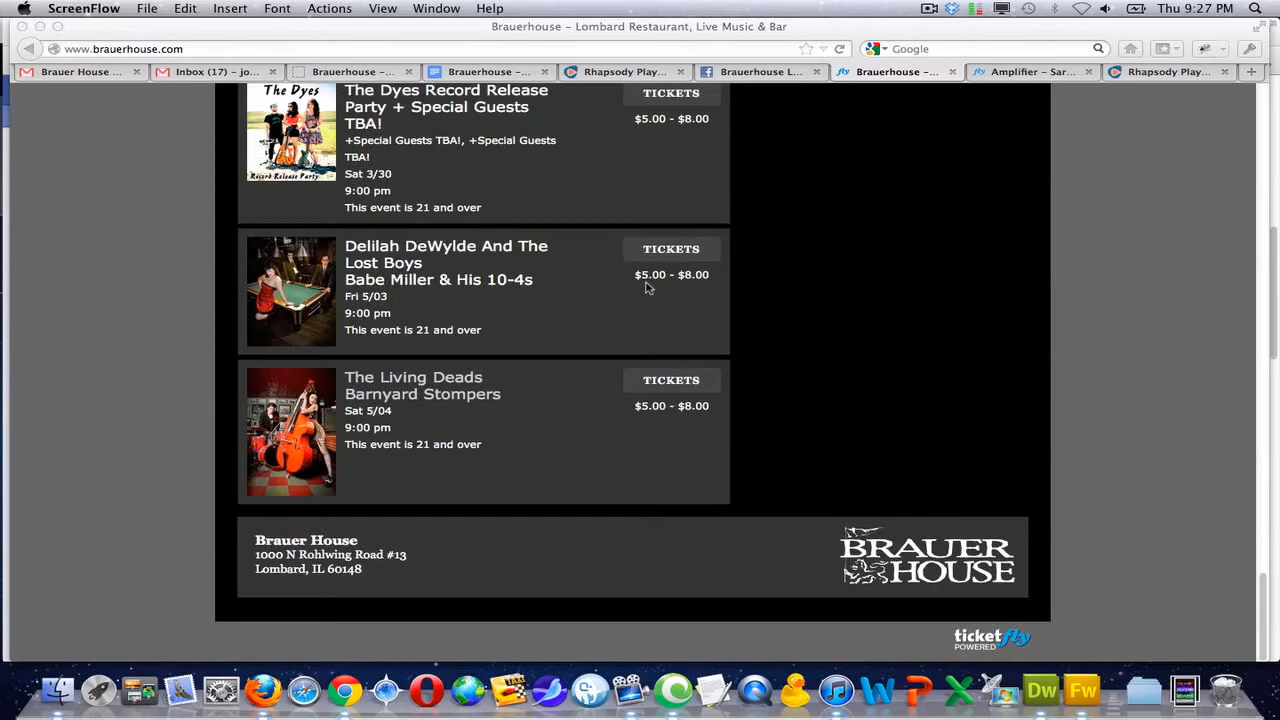 ScreenFlow File Edit Insert Font Actions View Window Help Thu 9:27 PM
Brauerhouse – Lombard Restaurant, Live Music & Bar
www.brauerhouse.com Google
Brauer House ... Inbox (17) – jo... Brauerhouse –... Brauerhouse –... Rhapsody Play... Brauerhouse L... Brauerhouse –... Amplifier – Sar... Rhapsody Play...
The Dyes
Record Release Party
The Dyes Record Release
Party + Special Guests
TBA!
+Special Guests TBA!, +Special Guests
TBA!
Sat 3/30
9:00 pm
This event is 21 and over
TICKETS
$5.00 - $8.00
Delilah DeWylde And The
Lost Boys
Babe Miller & His 10-4s
Fri 5/03
9:00 pm
This event is 21 and over
TICKETS
$5.00 - $8.00
The Living Deads
Barnyard Stompers
Sat 5/04
9:00 pm
This event is 21 and over
TICKETS
$5.00 - $8.00
Brauer House
1000 N Rohlwing Road #13
Lombard, IL 60148
BRAUER
HOUSE
ticketfly
POWERED
Dw Fw